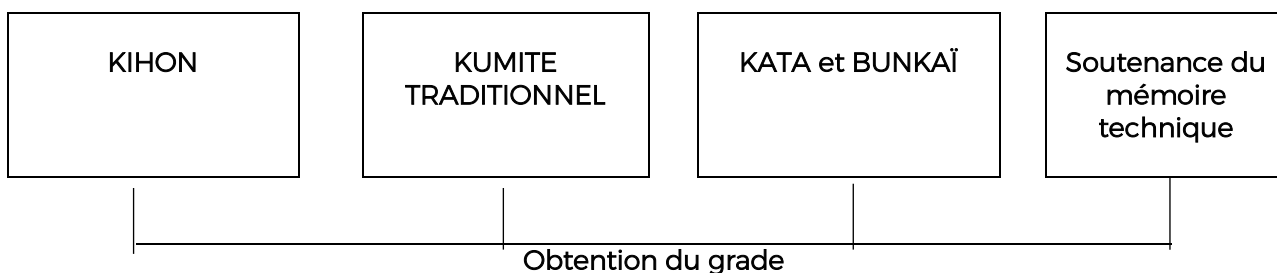 KIHON
KUMITE
TRADITIONNEL
KATA et BUNKAÏ
Soutenance du
mémoire
technique
Obtention du grade